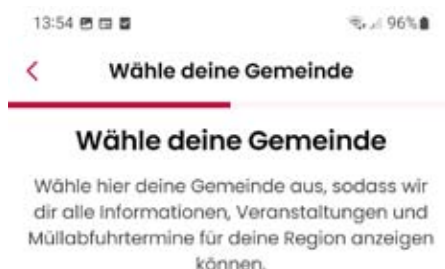 13:54 96%
Wähle deine Gemeinde
Wähle deine Gemeinde
Wähle hier deine Gemeinde aus, sodass wir
dir alle Informationen, Veranstaltungen und
Müllabfuhrtermine für deine Region anzeigen
können.